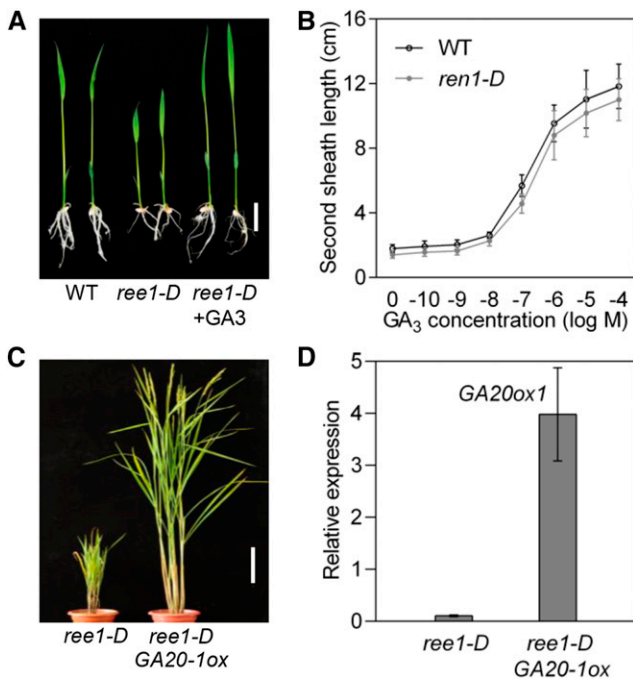 A
WT
ree1-D
ree1-D
+GA3
B
Second sheath length (cm)
16
12
8
4
0
WT
ren1-D
0 -10 -9 -8 -7 -6 -5 -4
GA₃ concentration (log M)
C
ree1-D
ree1-D
GA20-1ox
D
Relative expression
5
4
3
2
1
0
GA20ox1
ree1-D
ree1-D
GA20-1ox